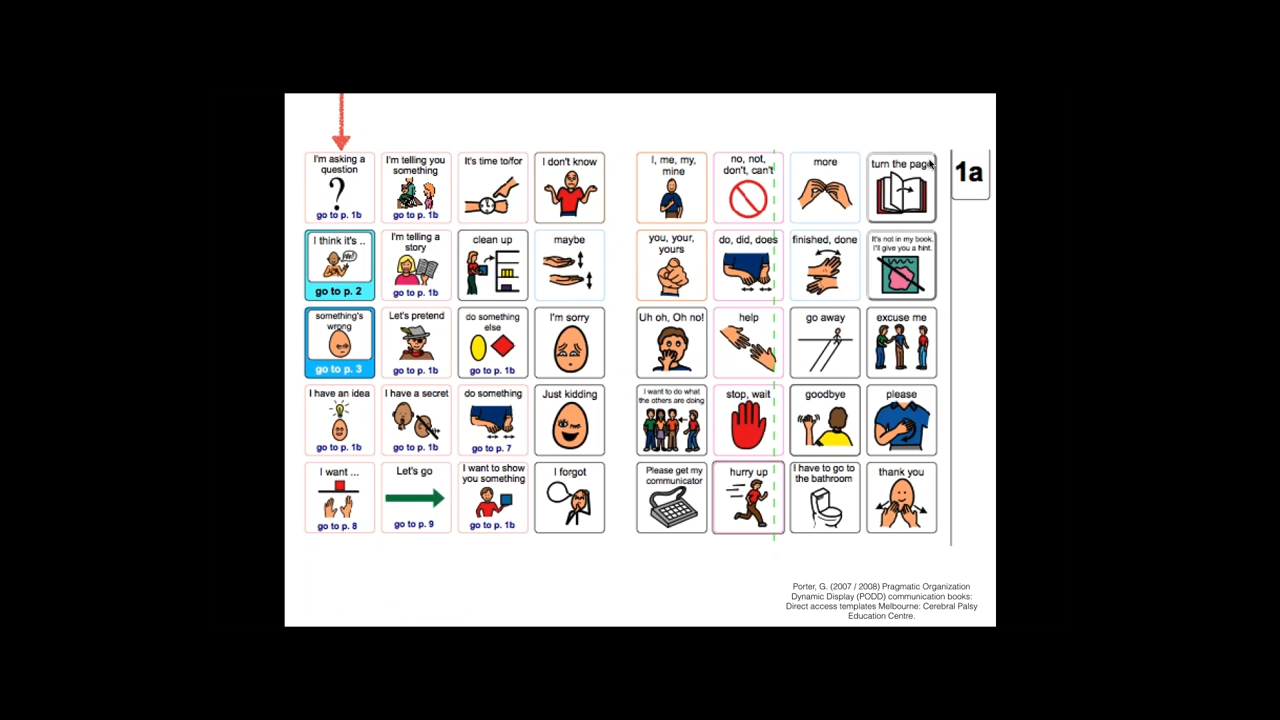 I'm asking a
question
?
go to p. 1b
I'm telling you
something
go to p. 1b
It's time to/for
I don't know
I, me, my,
mine
no, not,
don't, can't
more
turn the page
1a
I think it's ..
Yes!
go to p. 2
I'm telling a
story
go to p. 1b
clean up
maybe
you, your,
yours
do, did, does
finished, done
It's not in my book.
I'll give you a hint.
something's
wrong
go to p. 3
Let's pretend
go to p. 1b
do something
else
go to p. 1b
I'm sorry
Uh oh, Oh no!
help
go away
excuse me
I have an idea
go to p. 1b
I have a secret
go to p. 1b
do something
go to p. 7
Just kidding
I want to do what
the others are doing
stop, wait
goodbye
please
I want ...
go to p. 8
Let's go
go to p. 9
I want to show
you something
go to p. 1b
I forgot
Please get my
communicator
hurry up
I have to go to
the bathroom
thank you
Porter, G. (2007 / 2008) Pragmatic Organization
Dynamic Display (PODD) communication books:
Direct access templates Melbourne: Cerebral Palsy
Education Centre.